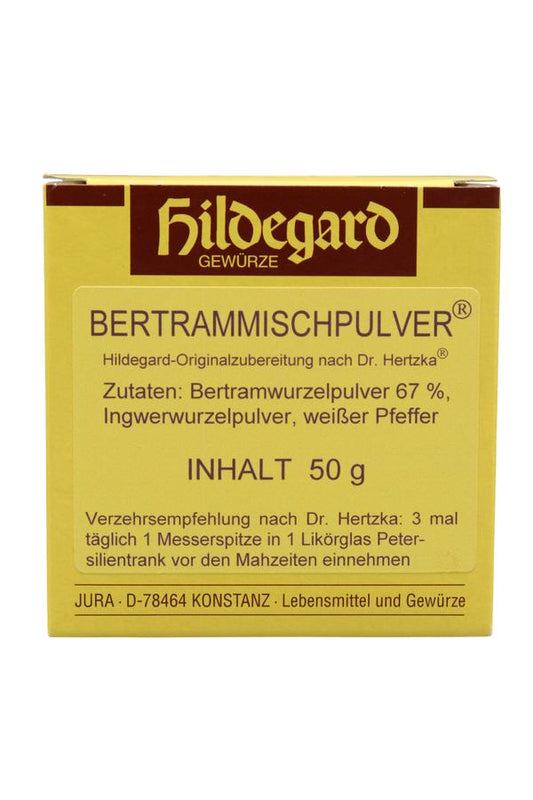 Hildegard
GEWÜRZE
BERTRAMMISCHPULVER®
Hildegard-Originalzubereitung nach Dr. Hertzka®
Zutaten: Bertramwurzelpulver 67 %,
Ingwerwurzelpulver, weißer Pfeffer
INHALT 50 g
Verzehrsempfehlung nach Dr. Hertzka: 3 mal
täglich 1 Messerspitze in 1 Likörglas Peter-
silientrank vor den Mahzeiten einnehmen
JURA · D-78464 KONSTANZ · Lebensmittel und Gewürze